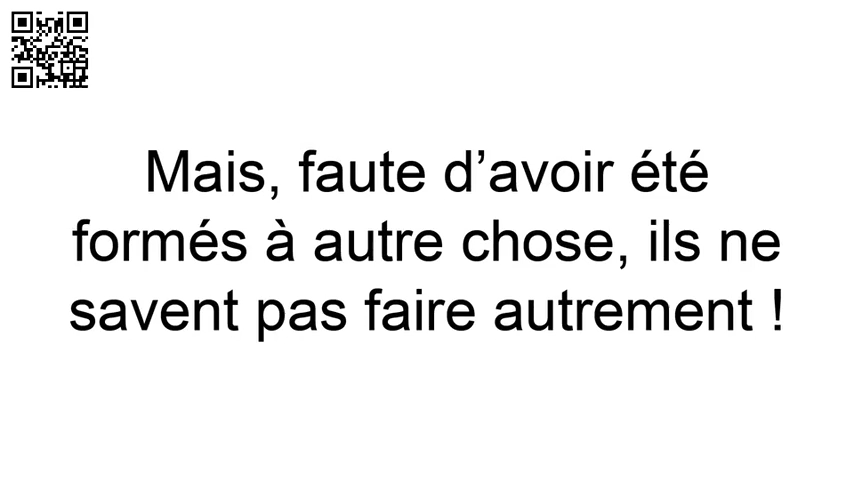 Mais, faute d’avoir été
formés à autre chose, ils ne
savent pas faire autrement !